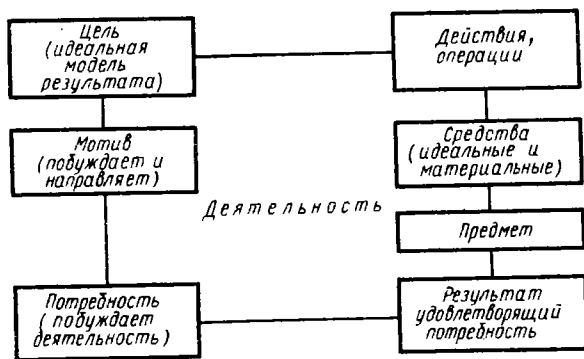 Цель
(идеальная
модель
результата)
Действия,
операции
Мотив
(побуждает и
направляет)
Средства
(идеальные и
материальные)
Деятельность
Предмет
Потребность
(побуждает
деятельность)
Результат
удовлетворящий
потребность